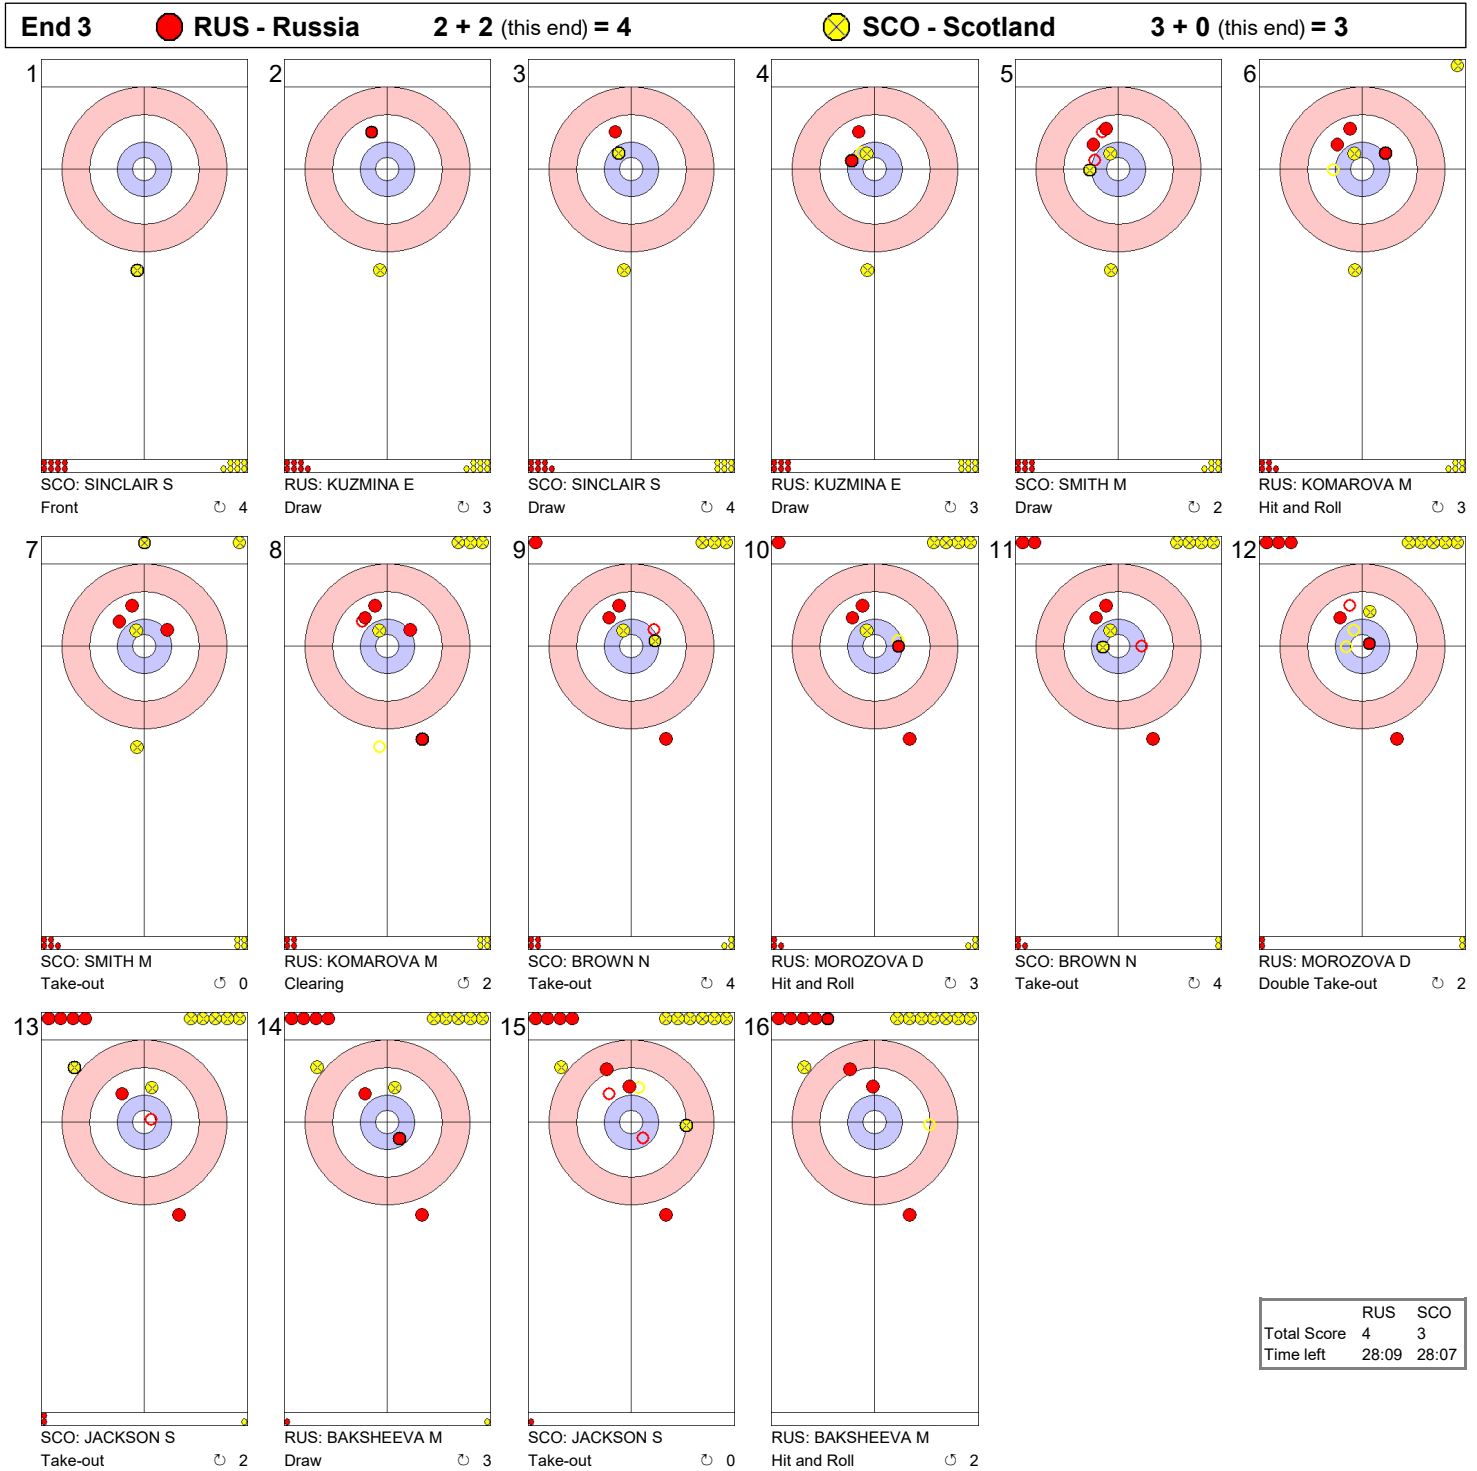 End 3 RUS - Russia 2 + 2 (this end) = 4 SCO - Scotland 3 + 0 (this end) = 3
1 2 3 4 5 6
SCO: SINCLAIR S RUS: KUZMINA E SCO: SINCLAIR S RUS: KUZMINA E SCO: SMITH M RUS: KOMAROVA M
Front ↻ 4 Draw ↻ 3 Draw ↻ 4 Draw ↻ 3 Draw ↻ 2 Hit and Roll ↻ 3
7 8 9 10 11 12
SCO: SMITH M RUS: KOMAROVA M SCO: BROWN N RUS: MOROZOVA D SCO: BROWN N RUS: MOROZOVA D
Take-out ↺ 0 Clearing ↺ 2 Take-out ↻ 4 Hit and Roll ↻ 3 Take-out ↻ 4 Double Take-out ↻ 2
13 14 15 16
RUS SCO
Total Score 4 3
Time left 28:09 28:07
SCO: JACKSON S RUS: BAKSHEEVA M SCO: JACKSON S RUS: BAKSHEEVA M
Take-out ↻ 2 Draw ↻ 3 Take-out ↻ 0 Hit and Roll ↻ 2